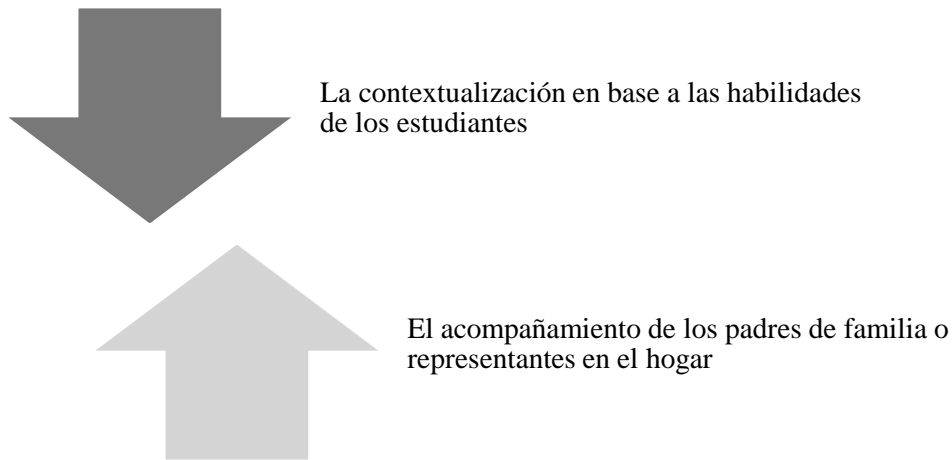 La contextualización en base a las habilidades
de los estudiantes
El acompañamiento de los padres de familia o
representantes en el hogar